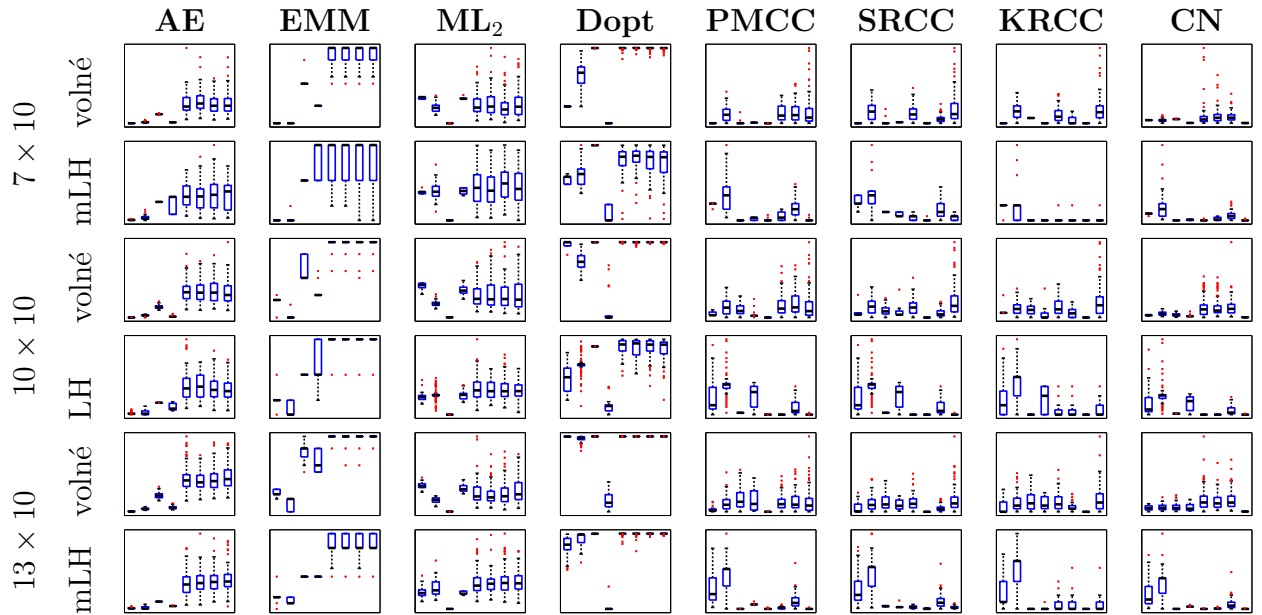 AE EMM ML₂ Dopt PMCC SRCC KRCC CN
7 × 10
volné
mLH
10 × 10
volné
LH
13 × 10
volné
mLH